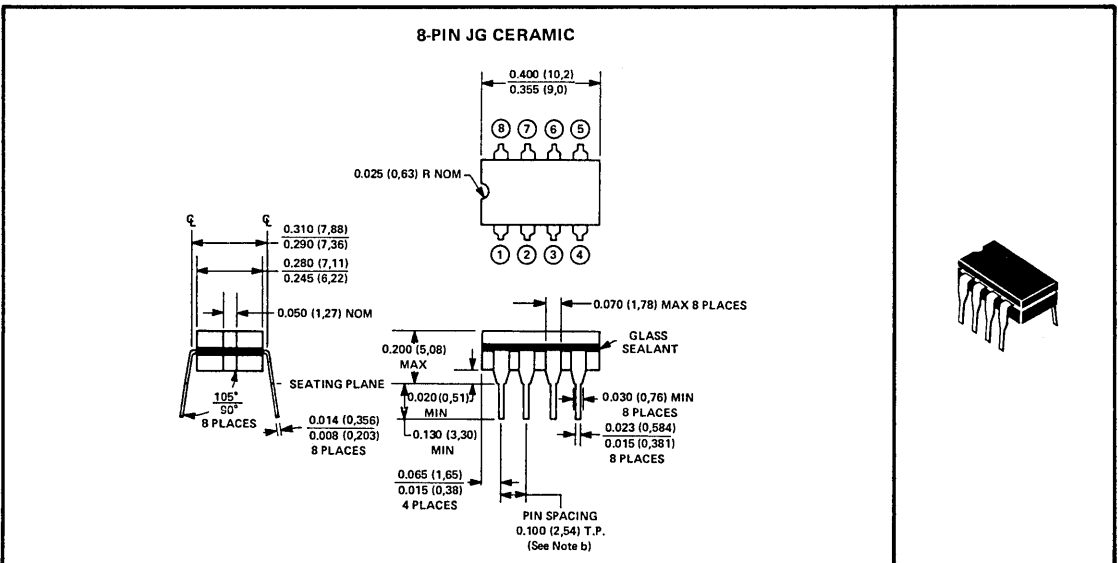 8-PIN JG CERAMIC
0.400 (10,2)
0.355 (9,0)
8 7 6 5
0.025 (0,63) R NOM
1 2 3 4
℄ ℄
0.310 (7,88)
0.290 (7,36)
0.280 (7,11)
0.245 (6,22)
0.050 (1,27) NOM
0.070 (1,78) MAX 8 PLACES
GLASS
SEALANT
0.200 (5,08)
MAX
SEATING PLANE
0.020(0,51)
MIN
0.030 (0,76) MIN
8 PLACES
105°
90°
8 PLACES
0.014 (0,356)
0.008 (0,203)
8 PLACES
0.130 (3,30)
MIN
0.023 (0,584)
0.015 (0,381)
8 PLACES
0.065 (1,65)
0.015 (0,38)
4 PLACES
PIN SPACING
0.100 (2,54) T.P.
(See Note b)